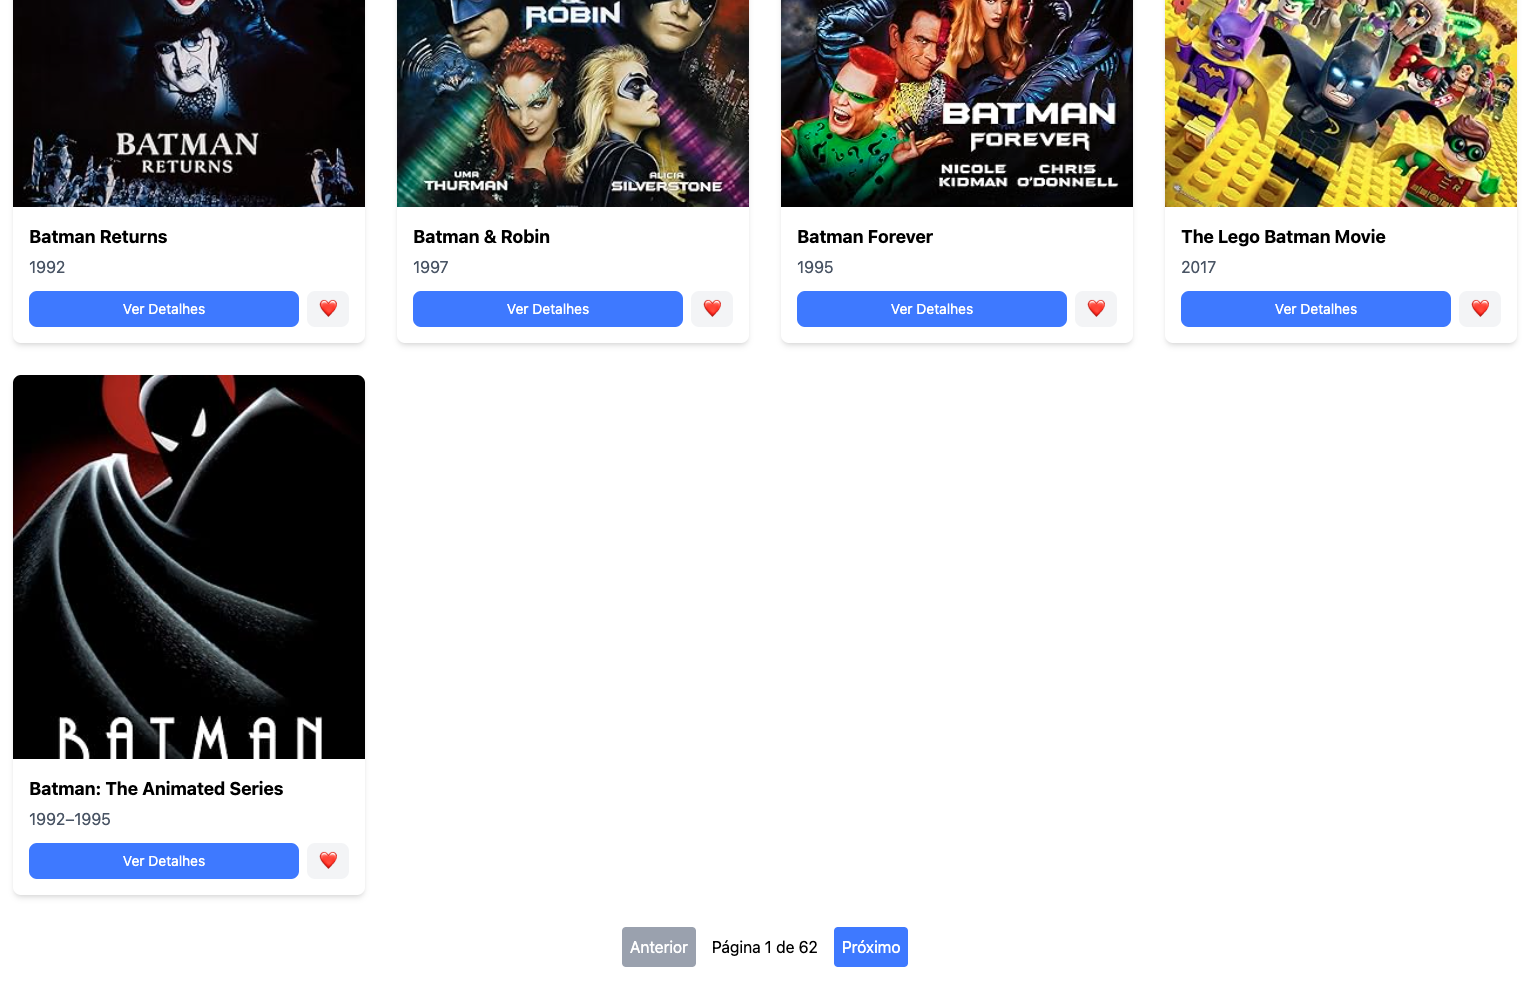 BATMAN
RETURNS
ROBIN
UMA
THURMAN
ALICIA
SILVERSTONE
BATMAN
FOREVER
NICOLE CHRIS
KIDMAN O'DONNELL
Batman Returns
1992
Ver Detalhes
Batman & Robin
1997
Ver Detalhes
Batman Forever
1995
Ver Detalhes
The Lego Batman Movie
2017
Ver Detalhes
BATMAN
Batman: The Animated Series
1992–1995
Ver Detalhes
Anterior Página 1 de 62 Próximo